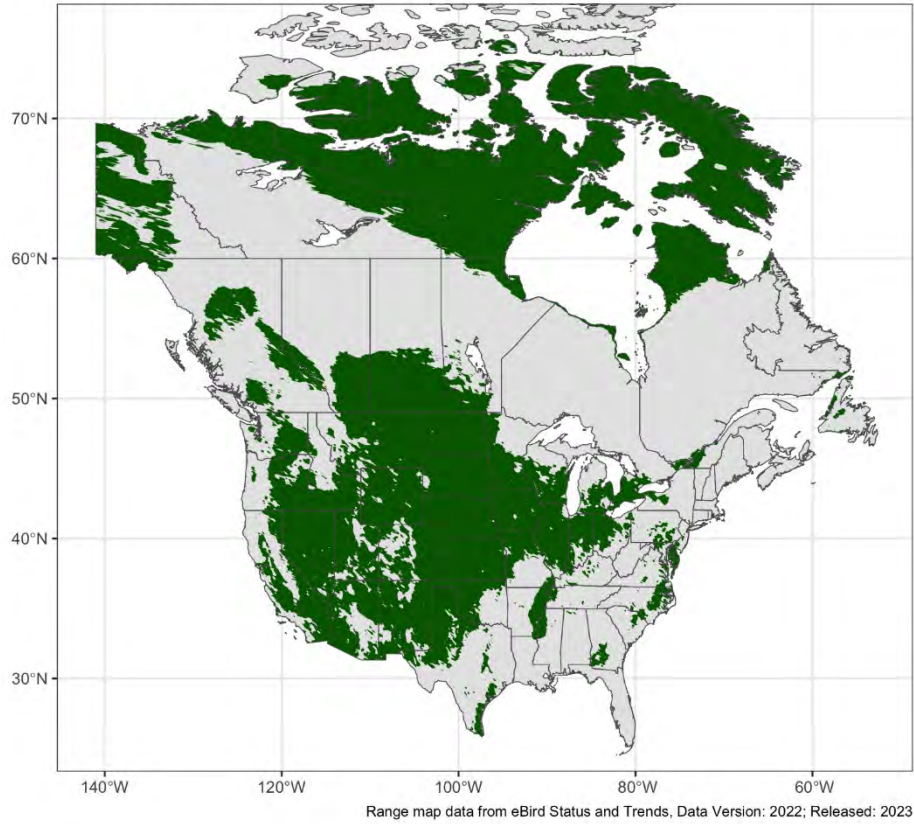 70°N
60°N
50°N
40°N
30°N
140°W 120°W 100°W 80°W 60°W
Range map data from eBird Status and Trends, Data Version: 2022; Released: 2023